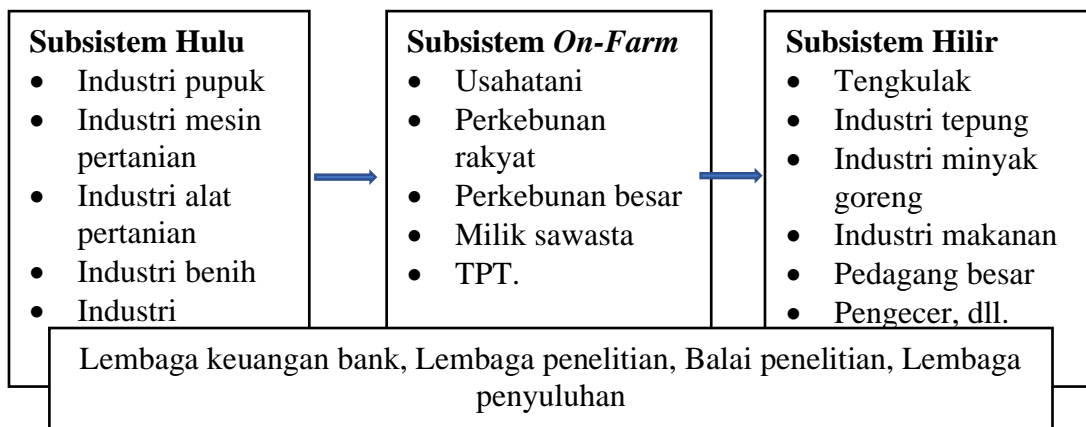 Subsistem Hulu
• Industri pupuk
• Industri mesin
pertanian
• Industri alat
pertanian
• Industri benih
• Industri
Subsistem On-Farm
• Usahatani
• Perkebunan
rakyat
• Perkebunan besar
• Milik sawasta
• TPT.
Subsistem Hilir
• Tengkulak
• Industri tepung
• Industri minyak
goreng
• Industri makanan
• Pedagang besar
• Pengecer, dll.
Lembaga keuangan bank, Lembaga penelitian, Balai penelitian, Lembaga
penyuluhan